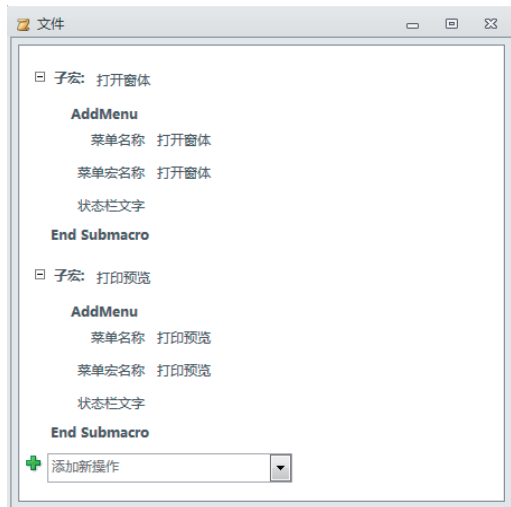 文件
子宏: 打开窗体
AddMenu
菜单名称 打开窗体
菜单宏名称 打开窗体
状态栏文字
End Submacro
子宏: 打印预览
AddMenu
菜单名称 打印预览
菜单宏名称 打印预览
状态栏文字
End Submacro
添加新操作